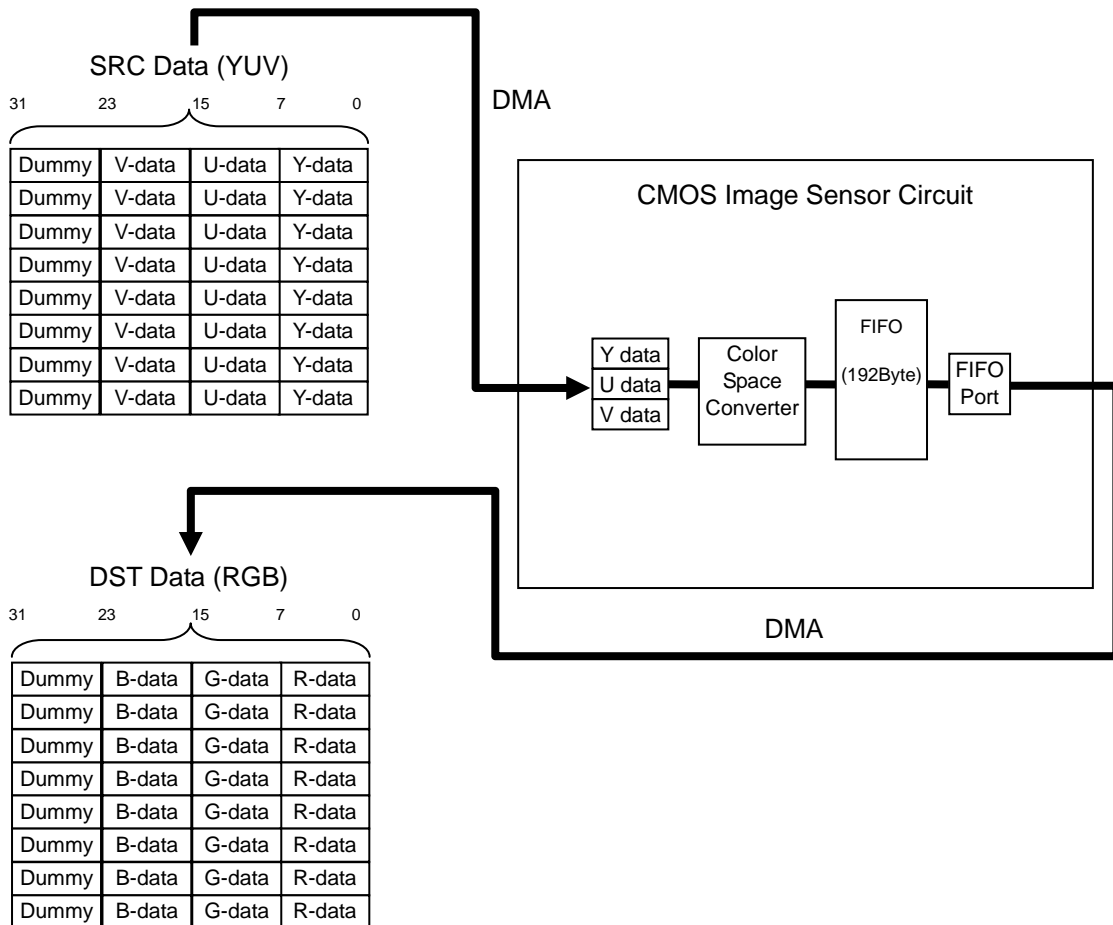 SRC Data (YUV)
31 23 15 7 0
Dummy V-data U-data Y-data
Dummy V-data U-data Y-data
Dummy V-data U-data Y-data
Dummy V-data U-data Y-data
Dummy V-data U-data Y-data
Dummy V-data U-data Y-data
Dummy V-data U-data Y-data
Dummy V-data U-data Y-data
DMA
CMOS Image Sensor Circuit
Y data
U data
V data
Color
Space
Converter
FIFO
(192Byte)
FIFO
Port
DMA
DST Data (RGB)
31 23 15 7 0
Dummy B-data G-data R-data
Dummy B-data G-data R-data
Dummy B-data G-data R-data
Dummy B-data G-data R-data
Dummy B-data G-data R-data
Dummy B-data G-data R-data
Dummy B-data G-data R-data
Dummy B-data G-data R-data